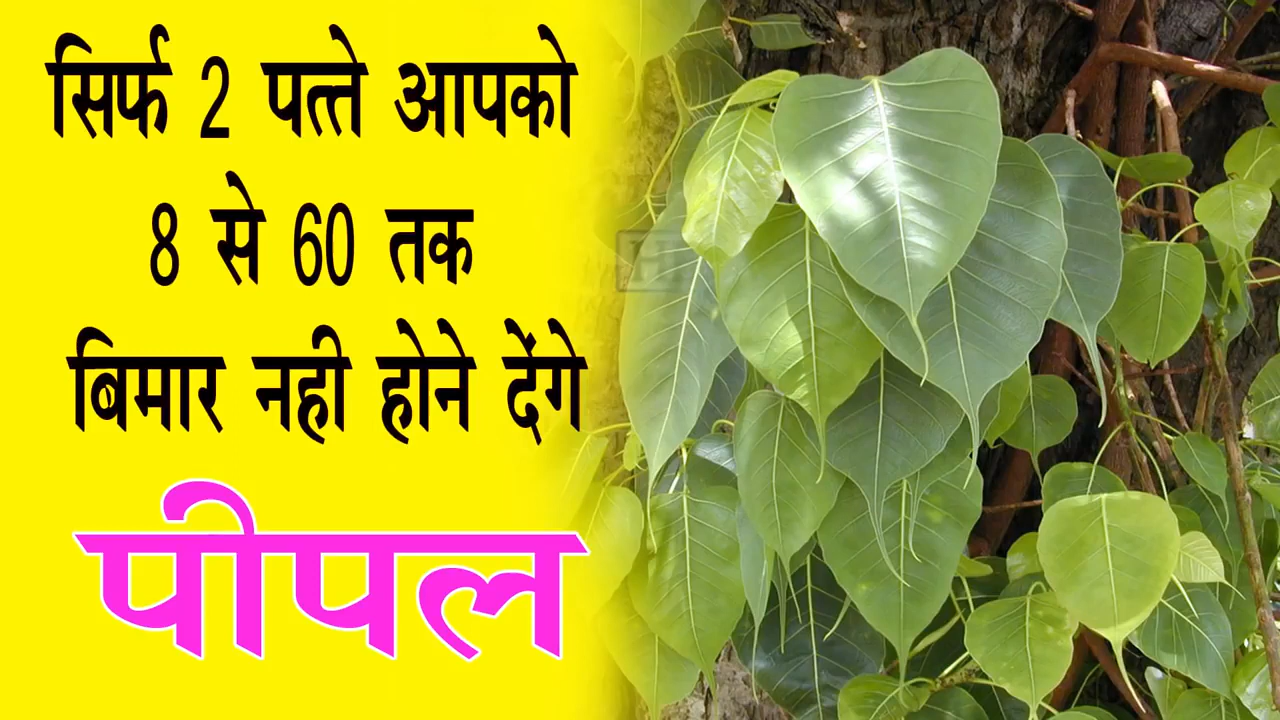 सिर्फ 2 पत्ते आपको
8 से 60 तक
बिमार नही होने देंगे
पीपल